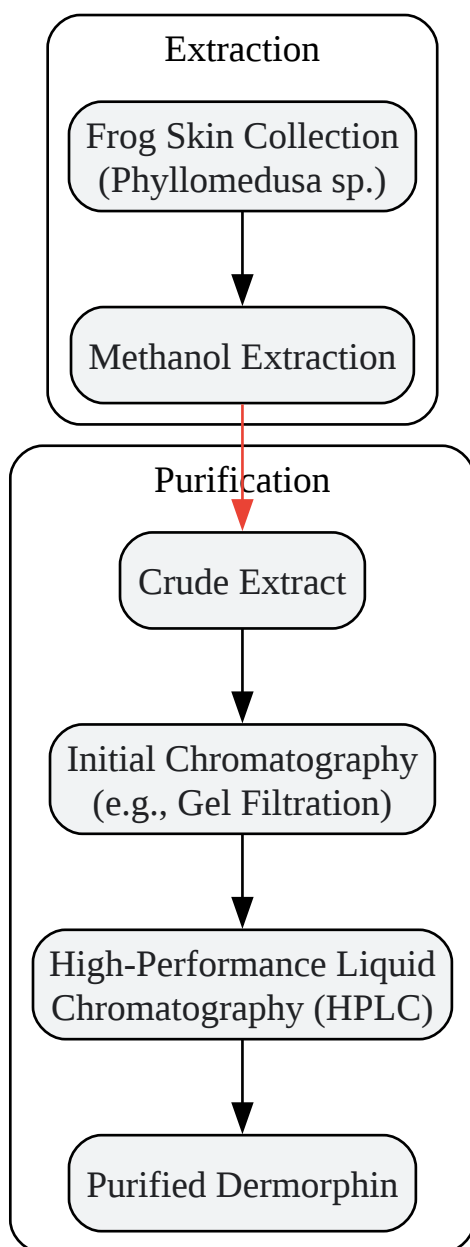 Extraction
Frog Skin Collection
(Phyllomedusa sp.)
Methanol Extraction
Purification
Crude Extract
Initial Chromatography
(e.g., Gel Filtration)
High-Performance Liquid
Chromatography (HPLC)
Purified Dermorphin